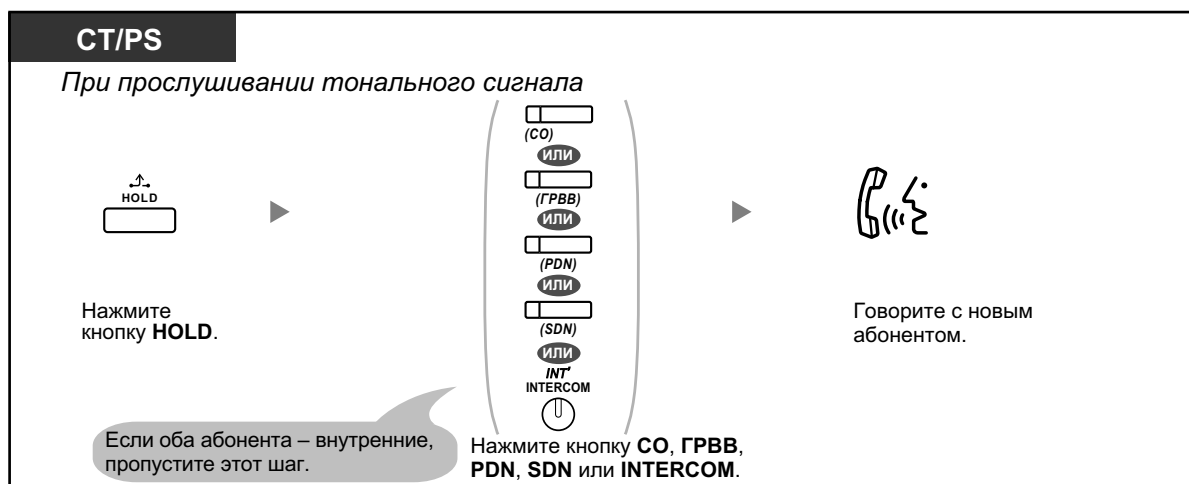 CT/PS
При прослушивании тонального сигнала
HOLD
Нажмите
кнопку HOLD.
(CO)
ИЛИ
(ГРВВ)
ИЛИ
(PDN)
ИЛИ
(SDN)
ИЛИ
INT'
INTERCOM
Если оба абонента – внутренние,
пропустите этот шаг.
Нажмите кнопку CO, ГРВВ,
PDN, SDN или INTERCOM.
Говорите с новым
абонентом.